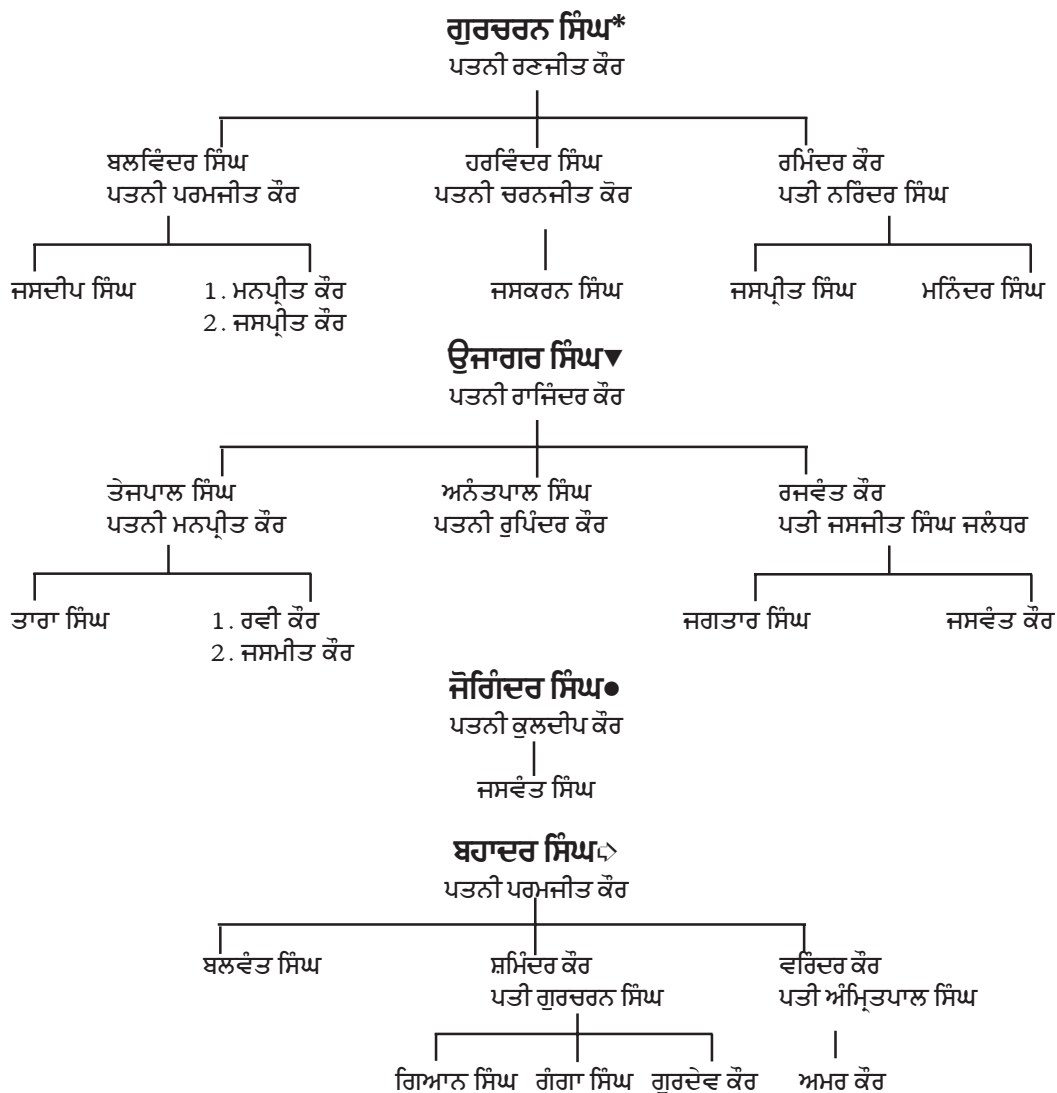 ਗੁਰਚਰਨ ਸਿੰਘ*
ਪਤਨੀ ਰਣਜੀਤ ਕੌਰ
ਬਲਵਿੰਦਰ ਸਿੰਘ ਹਰਵਿੰਦਰ ਸਿੰਘ ਰਮਿੰਦਰ ਕੌਰ
ਪਤਨੀ ਪਰਮਜੀਤ ਕੌਰ ਪਤਨੀ ਚਰਨਜੀਤ ਕੋਰ ਪਤੀ ਨਰਿੰਦਰ ਸਿੰਘ
ਜਸਦੀਪ ਸਿੰਘ 1. ਮਨਪ੍ਰੀਤ ਕੌਰ ਜਸਕਰਨ ਸਿੰਘ ਜਸਪ੍ਰੀਤ ਸਿੰਘ ਮਨਿੰਦਰ ਸਿੰਘ
2. ਜਸਪ੍ਰੀਤ ਕੌਰ
ਉਜਾਗਰ ਸਿੰਘ▼
ਪਤਨੀ ਰਾਜਿੰਦਰ ਕੌਰ
ਤੇਜਪਾਲ ਸਿੰਘ ਅਨੰਤਪਾਲ ਸਿੰਘ ਰਜਵੰਤ ਕੌਰ
ਪਤਨੀ ਮਨਪ੍ਰੀਤ ਕੌਰ ਪਤਨੀ ਰੁਪਿੰਦਰ ਕੌਰ ਪਤੀ ਜਸਜੀਤ ਸਿੰਘ ਜਲੰਧਰ
ਤਾਰਾ ਸਿੰਘ 1. ਰਵੀ ਕੌਰ ਜਗਤਾਰ ਸਿੰਘ ਜਸਵੰਤ ਕੌਰ
2. ਜਸਮੀਤ ਕੌਰ
ਜੋਗਿੰਦਰ ਸਿੰਘ●
ਪਤਨੀ ਕੁਲਦੀਪ ਕੌਰ
ਜਸਵੰਤ ਸਿੰਘ
ਬਹਾਦਰ ਸਿੰਘ➪
ਪਤਨੀ ਪਰਮਜੀਤ ਕੌਰ
ਬਲਵੰਤ ਸਿੰਘ ਸ਼ਮਿੰਦਰ ਕੌਰ ਵਰਿੰਦਰ ਕੌਰ
ਪਤੀ ਗੁਰਚਰਨ ਸਿੰਘ ਪਤੀ ਅੰਮ੍ਰਿਤਪਾਲ ਸਿੰਘ
ਗਿਆਨ ਸਿੰਘ ਗੰਗਾ ਸਿੰਘ ਗੁਰਦੇਵ ਕੌਰ ਅਮਰ ਕੌਰ